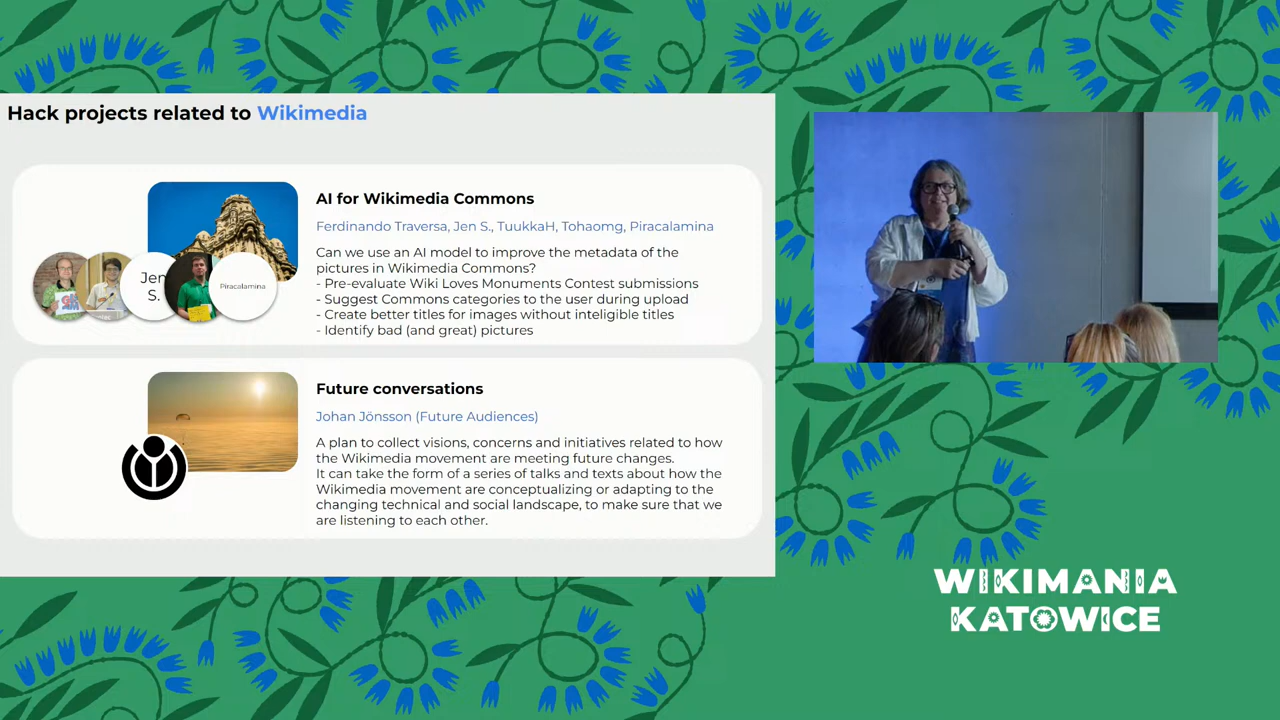 Hack projects related to Wikimedia
AI for Wikimedia Commons
Ferdinando Traversa, Jen S., TuukkaH, Tohaomg, Piracalamina
Can we use an AI model to improve the metadata of the
pictures in Wikimedia Commons?
- Pre-evaluate Wiki Loves Monuments Contest submissions
- Suggest Commons categories to the user during upload
- Create better titles for images without inteligible titles
- Identify bad (and great) pictures
Jen
S.
Piracalamina
Future conversations
Johan Jönsson (Future Audiences)
A plan to collect visions, concerns and initiatives related to how
the Wikimedia movement are meeting future changes.
It can take the form of a series of talks and texts about how the
Wikimedia movement are conceptualizing or adapting to the
changing technical and social landscape, to make sure that we
are listening to each other.
WIKIMANIA
KATOWICE